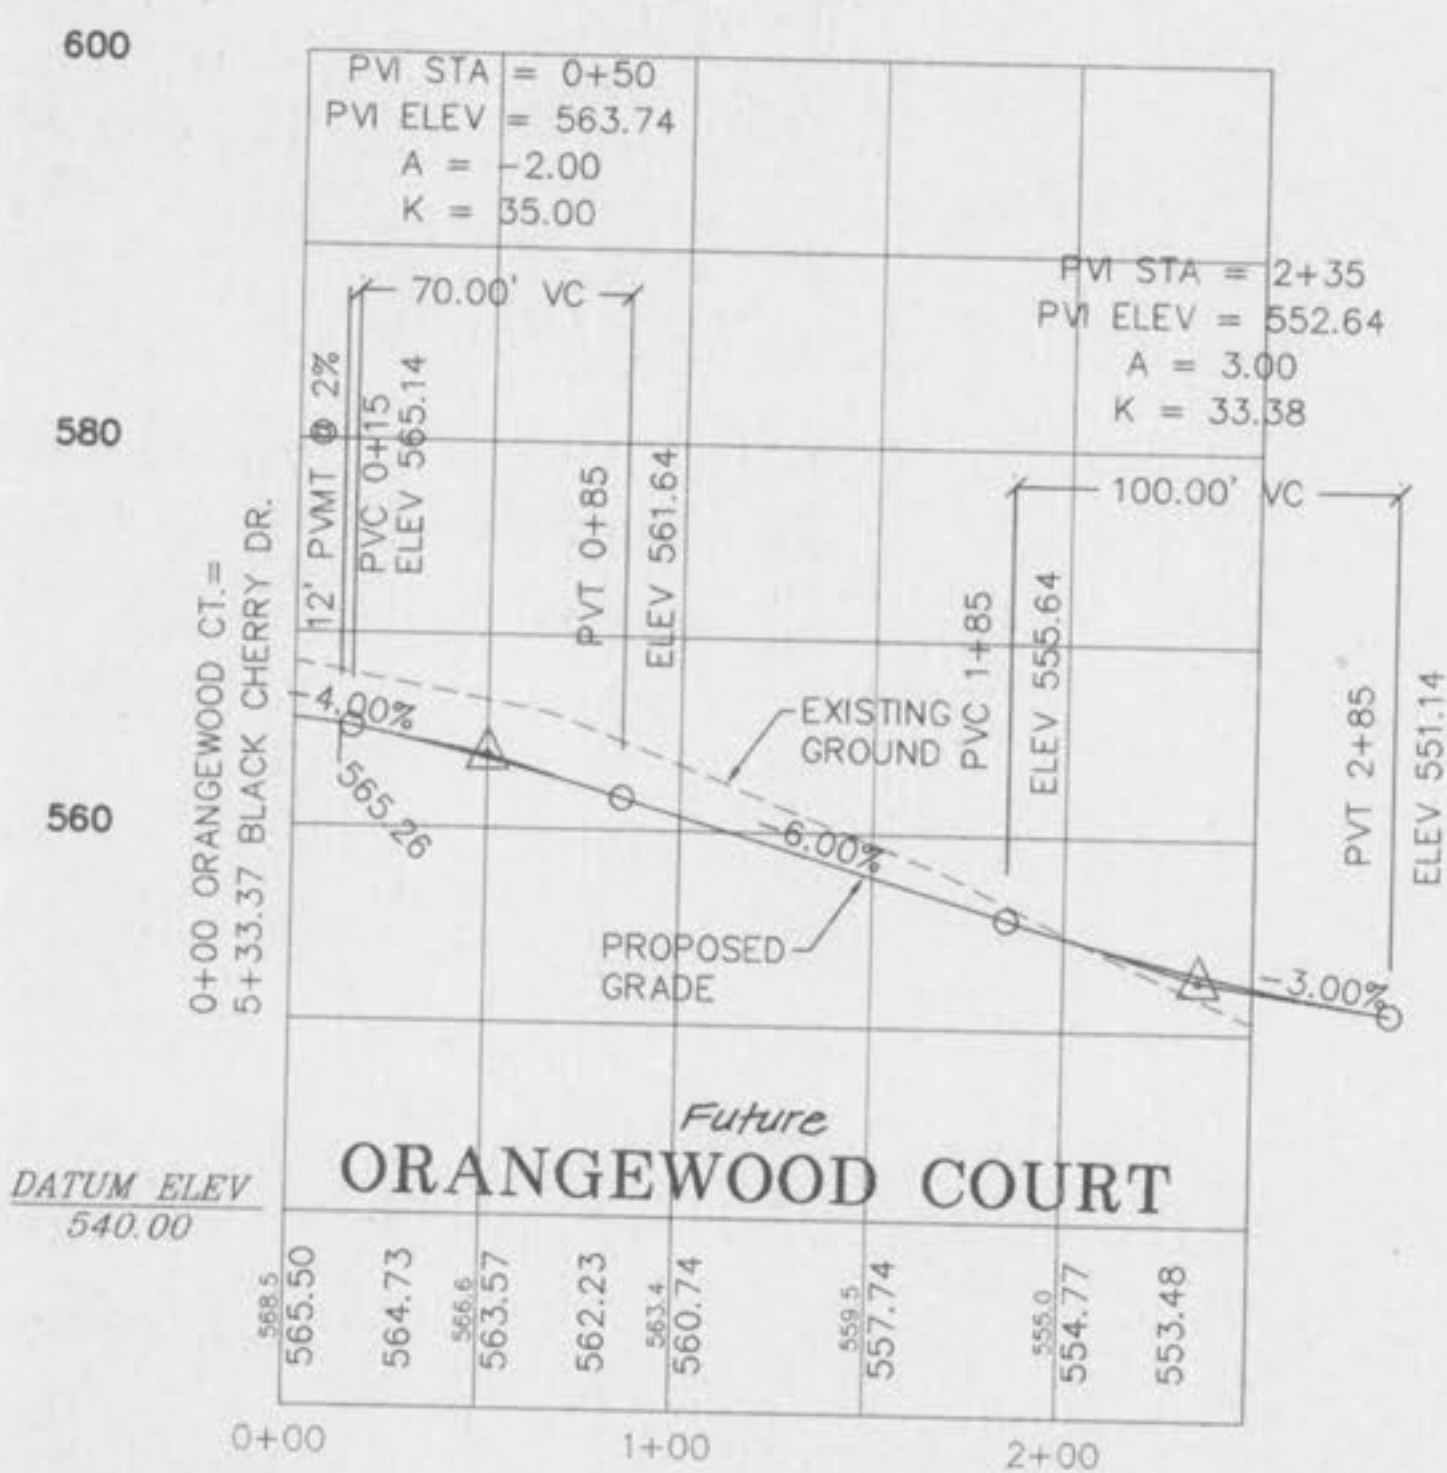 600
PVI STA = 0+50
PVI ELEV = 563.74
A = -2.00
K = 35.00
70.00' VC
PVI STA = 2+35
PVI ELEV = 552.64
A = 3.00
K = 33.38
100.00' VC
580
0+00 ORANGEWOOD CT.=
5+33.37 BLACK CHERRY DR.
12' PVMT @ 2%
PVC 0+15
ELEV 565.14
PVT 0+85
ELEV 561.64
PVC 1+85
ELEV 555.64
PVT 2+85
ELEV 551.14
-4.00%
565.26
EXISTING
GROUND
560
-6.00%
PROPOSED
GRADE
-3.00%
Future
ORANGEWOOD COURT
DATUM ELEV
540.00
568.5
565.50
564.73
566.6
563.57
562.23
563.4
560.74
559.5
557.74
555.0
554.77
553.48
0+00
1+00
2+00